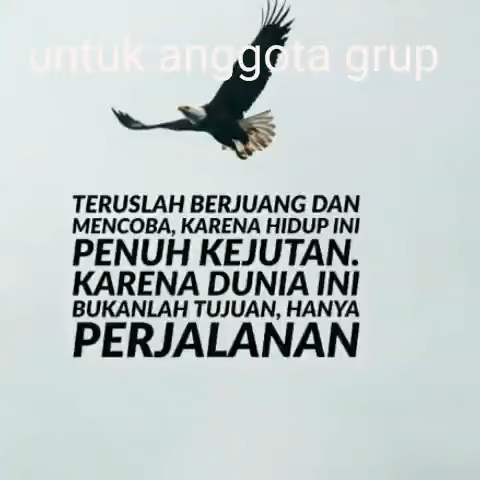 untuk anggota grup
TERUSLAH BERJUANG DAN
MENCOBA, KARENA HIDUP INI
PENUH KEJUTAN.
KARENA DUNIA INI
BUKANLAH TUJUAN, HANYA
PERJALANAN